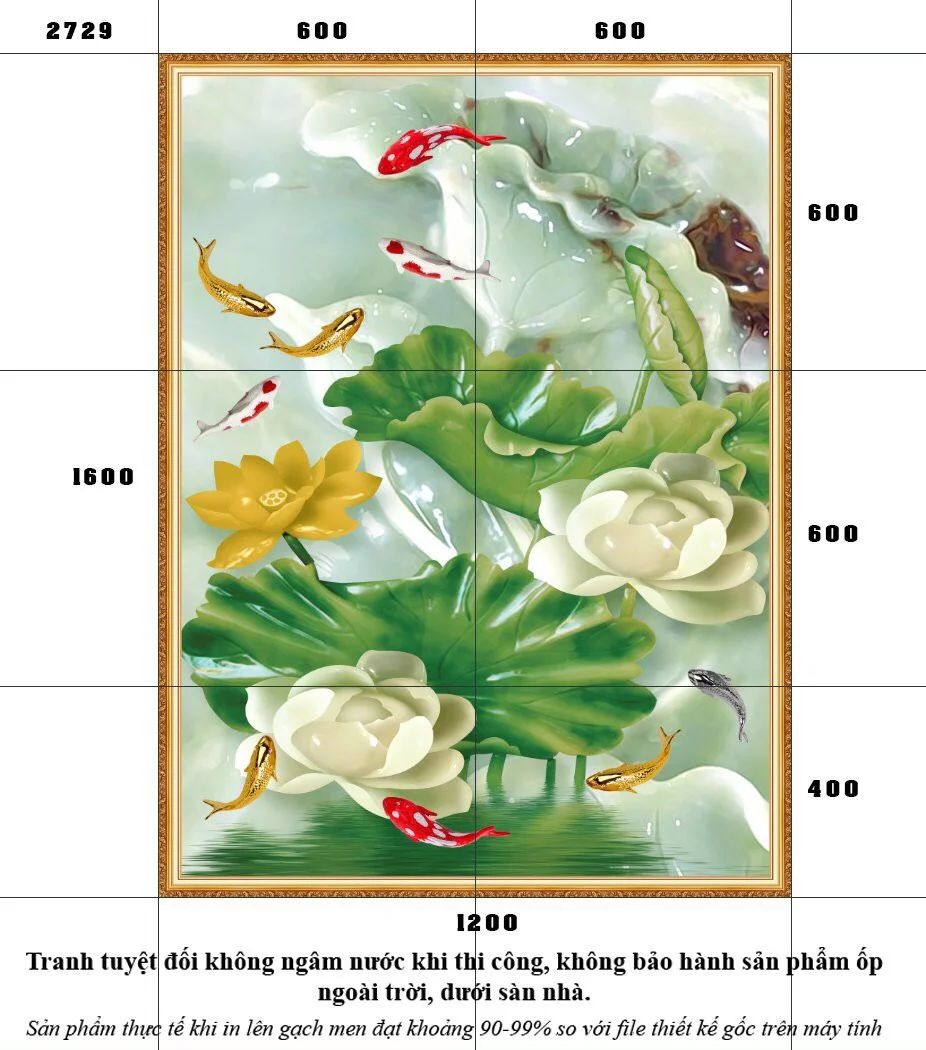 2729 600 600
600
1600
600
400
1200
Tranh tuyệt đối không ngâm nước khi thi công, không bảo hành sản phẩm ốp
ngoài trời, dưới sàn nhà.
Sản phẩm thực tế khi in lên gạch men đạt khoảng 90-99% so với file thiết kế gốc trên máy tính